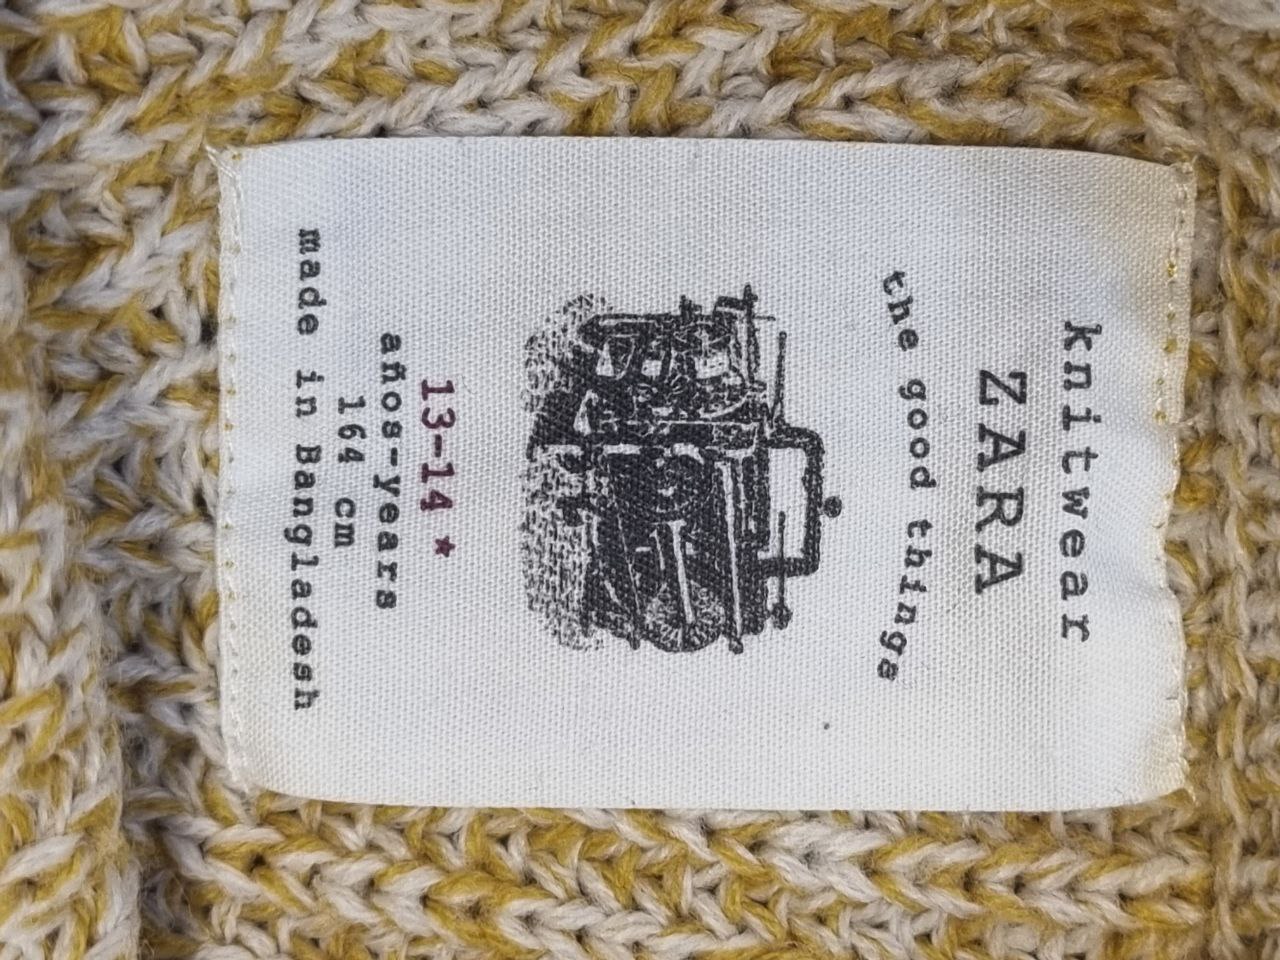 knitwear
ZARA
the good things
13-14 ★
años-years
164 cm
made in Bangladesh